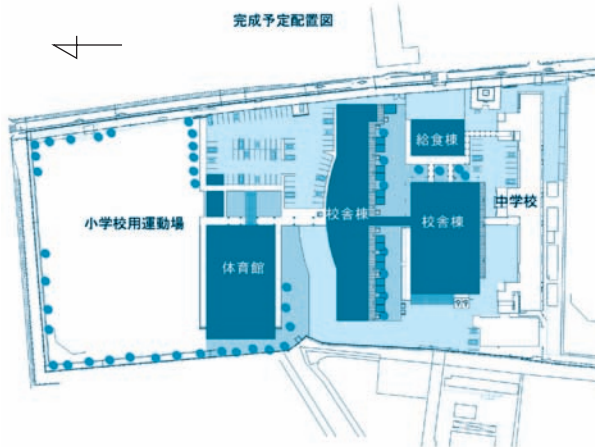 完成予定配置図
給食棟
校舎棟
校舎棟
中学校
小学校用運動場
体育館